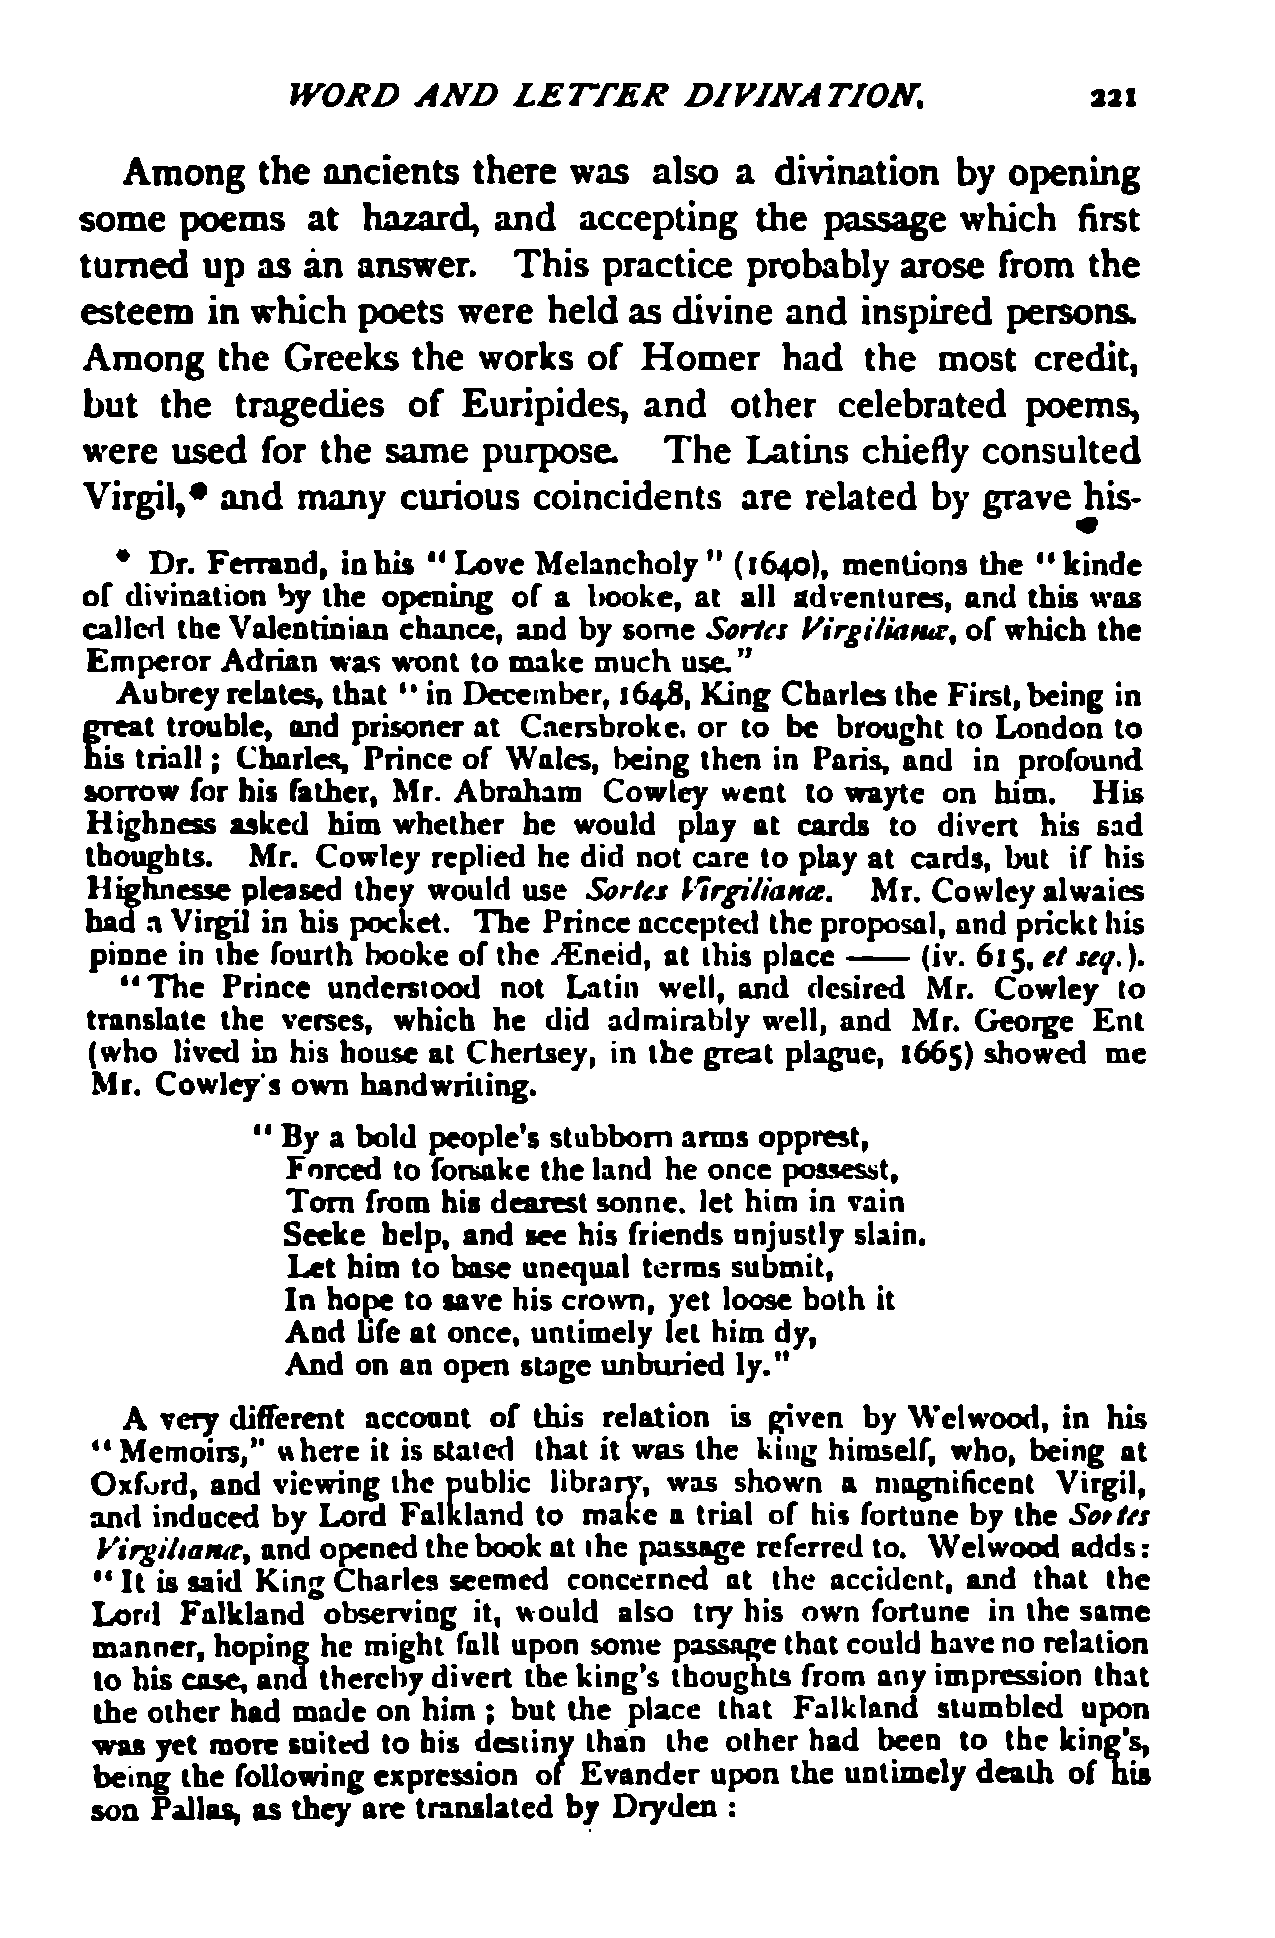 WORD AND LETTER DIVINATION. 221
Among the ancients there was also a divination by opening
some poems at hazard, and accepting the passage which first
turned up as an answer. This practice probably arose from the
esteem in which poets were held as divine and inspired persons.
Among the Greeks the works of Homer had the most credit,
but the tragedies of Euripides, and other celebrated poems,
were used for the same purpose. The Latins chiefly consulted
Virgil,* and many curious coincidents are related by grave his-
* Dr. Ferrand, in his "Love Melancholy" (1640), mentions the "kinde
of divination by the opening of a booke, at all adventures, and this was
called the Valentinian chance, and by some Sortes Virgilianæ, of which the
Emperor Adrian was wont to make much use."
Aubrey relates, that "in December, 1648, King Charles the First, being in
great trouble, and prisoner at Caersbroke, or to be brought to London to
his triall; Charles, Prince of Wales, being then in Paris, and in profound
sorrow for his father, Mr. Abraham Cowley went to wayte on him. His
Highness asked him whether he would play at cards to divert his sad
thoughts. Mr. Cowley replied he did not care to play at cards, but if his
Highnesse pleased they would use Sortes Virgilianæ. Mr. Cowley alwaies
had a Virgil in his pocket. The Prince accepted the proposal, and prickt his
pinne in the fourth booke of the Æneid, at this place —— (iv. 615, et seq.).
"The Prince understood not Latin well, and desired Mr. Cowley to
translate the verses, which he did admirably well, and Mr. George Ent
(who lived in his house at Chertsey, in the great plague, 1665) showed me
Mr. Cowley's own handwriting.
"By a bold people's stubborn arms opprest,
Forced to forsake the land he once possesst,
Torn from his dearest sonne, let him in vain
Seeke help, and see his friends unjustly slain.
Let him to base unequal terms submit,
In hope to save his crown, yet loose both it
And life at once, untimely let him dy,
And on an open stage unburied ly."
A very different account of this relation is given by Welwood, in his
"Memoirs," where it is stated that it was the king himself, who, being at
Oxford, and viewing the public library, was shown a magnificent Virgil,
and induced by Lord Falkland to make a trial of his fortune by the Sortes
Virgilianæ, and opened the book at the passage referred to. Welwood adds:
"It is said King Charles seemed concerned at the accident, and that the
Lord Falkland observing it, would also try his own fortune in the same
manner, hoping he might fall upon some passage that could have no relation
to his case, and thereby divert the king's thoughts from any impression that
the other had made on him; but the place that Falkland stumbled upon
was yet more suited to his destiny than the other had been to the king's,
being the following expression of Evander upon the untimely death of his
son Pallas, as they are translated by Dryden: